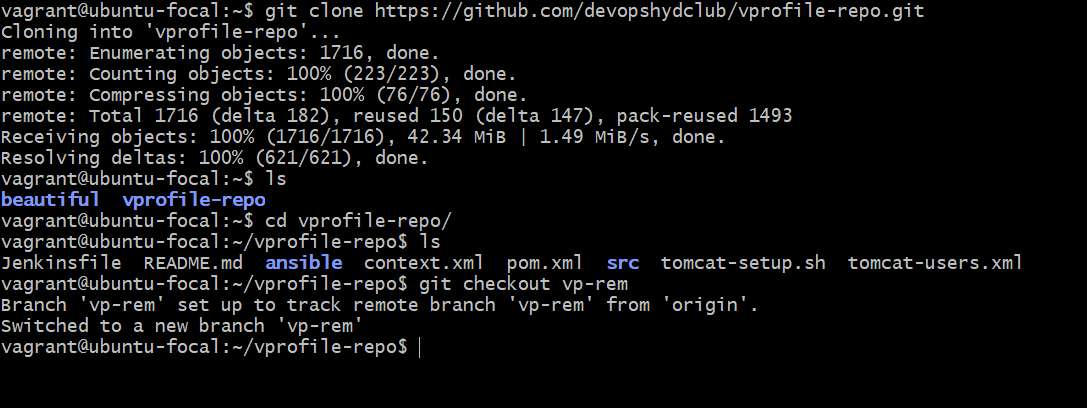 vagrant@ubuntu-focal:~$ git clone https://github.com/devopshydclub/vprofile-repo.git
Cloning into 'vprofile-repo'...
remote: Enumerating objects: 1716, done.
remote: Counting objects: 100% (223/223), done.
remote: Compressing objects: 100% (76/76), done.
remote: Total 1716 (delta 182), reused 150 (delta 147), pack-reused 1493
Receiving objects: 100% (1716/1716), 42.34 MiB | 1.49 MiB/s, done.
Resolving deltas: 100% (621/621), done.
vagrant@ubuntu-focal:~$ ls
beautiful  vprofile-repo
vagrant@ubuntu-focal:~$ cd vprofile-repo/
vagrant@ubuntu-focal:~/vprofile-repo$ ls
Jenkinsfile  README.md  ansible  context.xml  pom.xml  src  tomcat-setup.sh  tomcat-users.xml
vagrant@ubuntu-focal:~/vprofile-repo$ git checkout vp-rem
Branch 'vp-rem' set up to track remote branch 'vp-rem' from 'origin'.
Switched to a new branch 'vp-rem'
vagrant@ubuntu-focal:~/vprofile-repo$